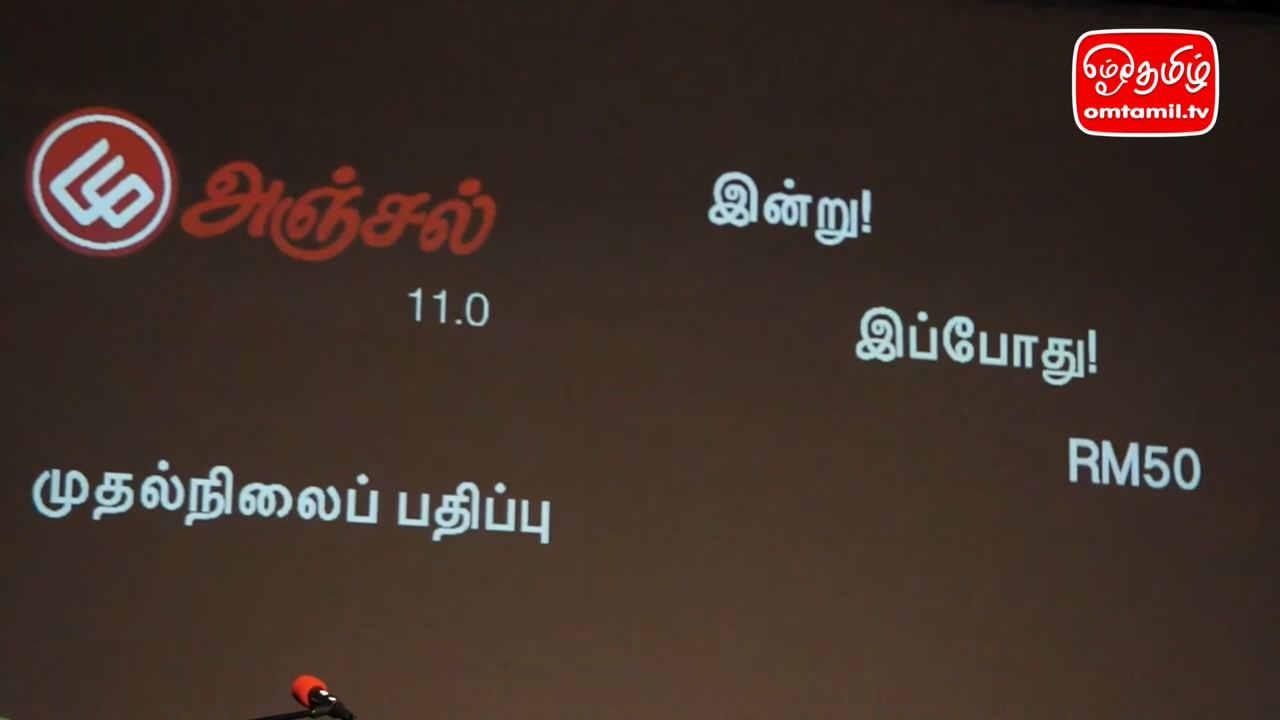 ஓம்தமிழ்
omtamil.tv
அஞ்சல்
11.0
முதல்நிலைப் பதிப்பு
இன்று!
இப்போது!
RM50